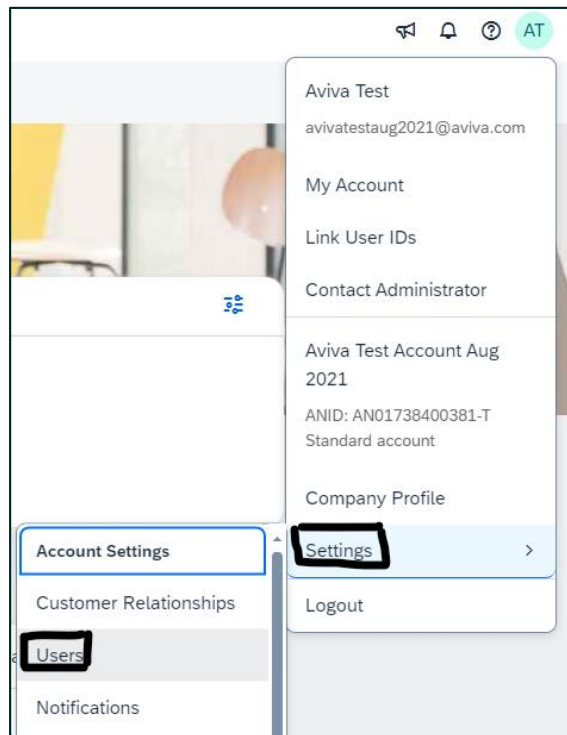 AT
Aviva Test
avivatestaug2021@aviva.com
My Account
Link User IDs
Contact Administrator
Aviva Test Account Aug
2021
ANID: AN01738400381-T
Standard account
Company Profile
Settings
Logout
Account Settings
Customer Relationships
Users
Notifications